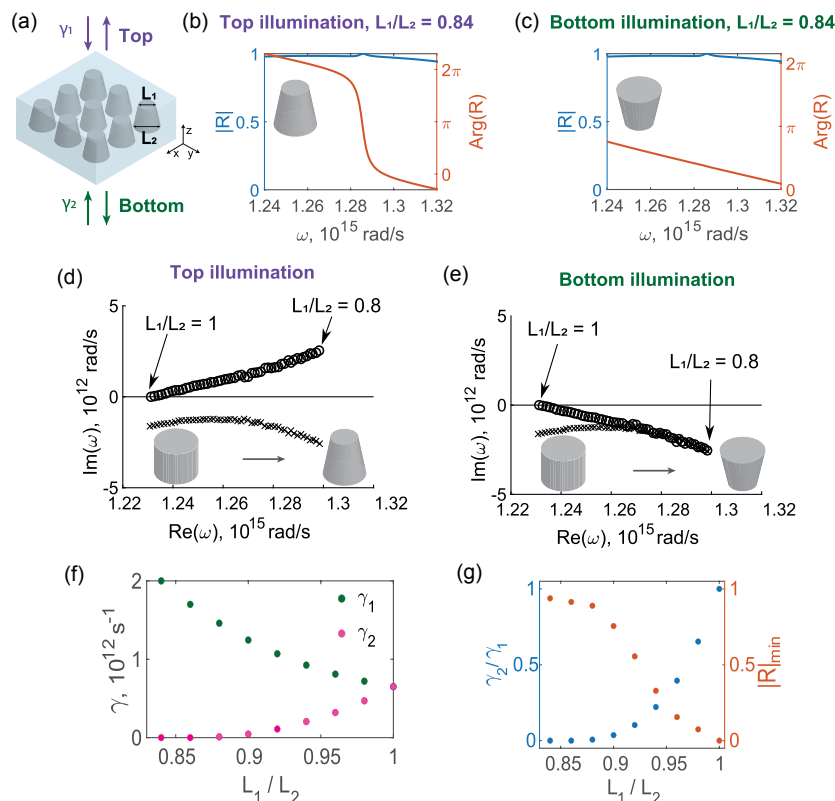 (a)
γ₁
Top
L₁
L₂
z
x
y
γ₂
Bottom
(b)
Top illumination, L₁/L₂ = 0.84
|R|
1
0.5
0
2π
π
0
Arg(R)
1.24 1.26 1.28 1.3 1.32
ω, 10¹⁵ rad/s
(c)
Bottom illumination, L₁/L₂ = 0.84
|R|
1
0.5
0
2π
π
0
Arg(R)
1.24 1.26 1.28 1.3 1.32
ω, 10¹⁵ rad/s
(d)
Top illumination
L₁/L₂ = 1
L₁/L₂ = 0.8
Im(ω), 10¹² rad/s
5
0
-5
1.22 1.24 1.26 1.28 1.3 1.32
Re(ω), 10¹⁵ rad/s
(e)
Bottom illumination
L₁/L₂ = 1
L₁/L₂ = 0.8
Im(ω), 10¹² rad/s
5
0
-5
1.22 1.24 1.26 1.28 1.3 1.32
Re(ω), 10¹⁵ rad/s
(f)
γ, 10¹² s⁻¹
2
1
0
γ₁
γ₂
0.85 0.9 0.95 1
L₁ / L₂
(g)
γ₂/γ₁
1
0.5
0
1
0.5
0
|R|min
0.85 0.9 0.95 1
L₁ / L₂